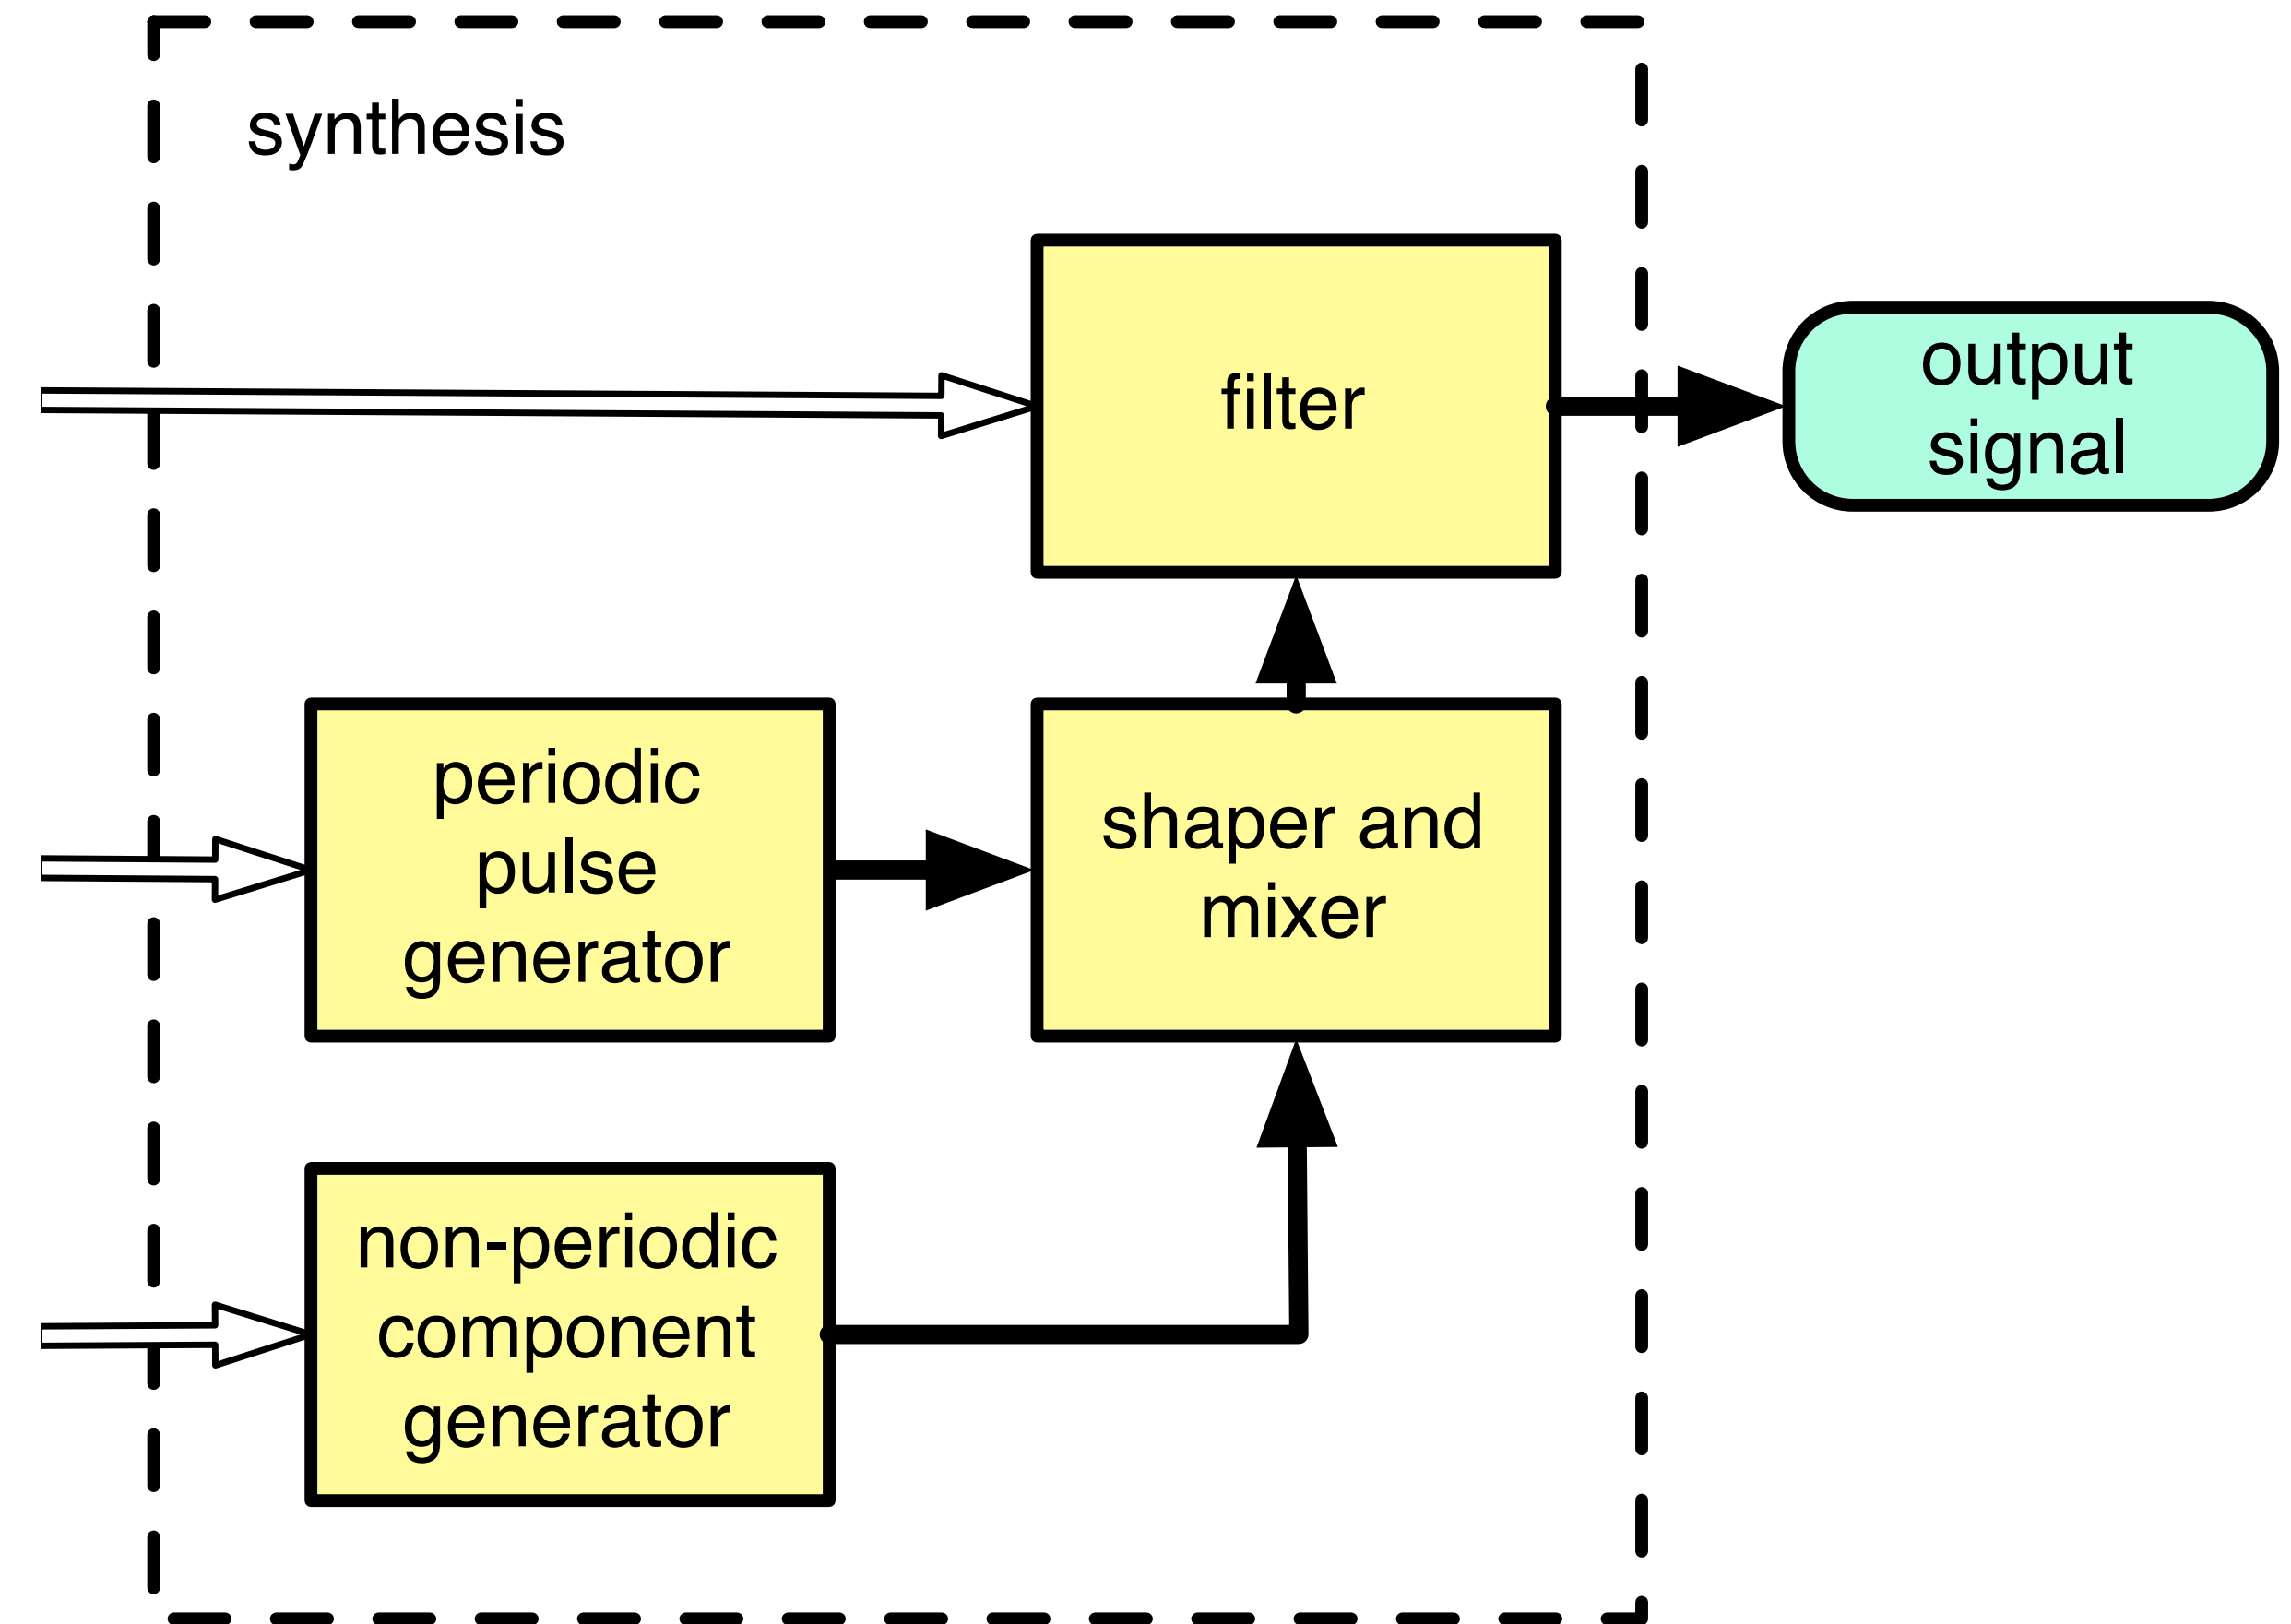 synthesis
filter
output
signal
periodic
pulse
generator
shaper and
mixer
non-periodic
component
generator